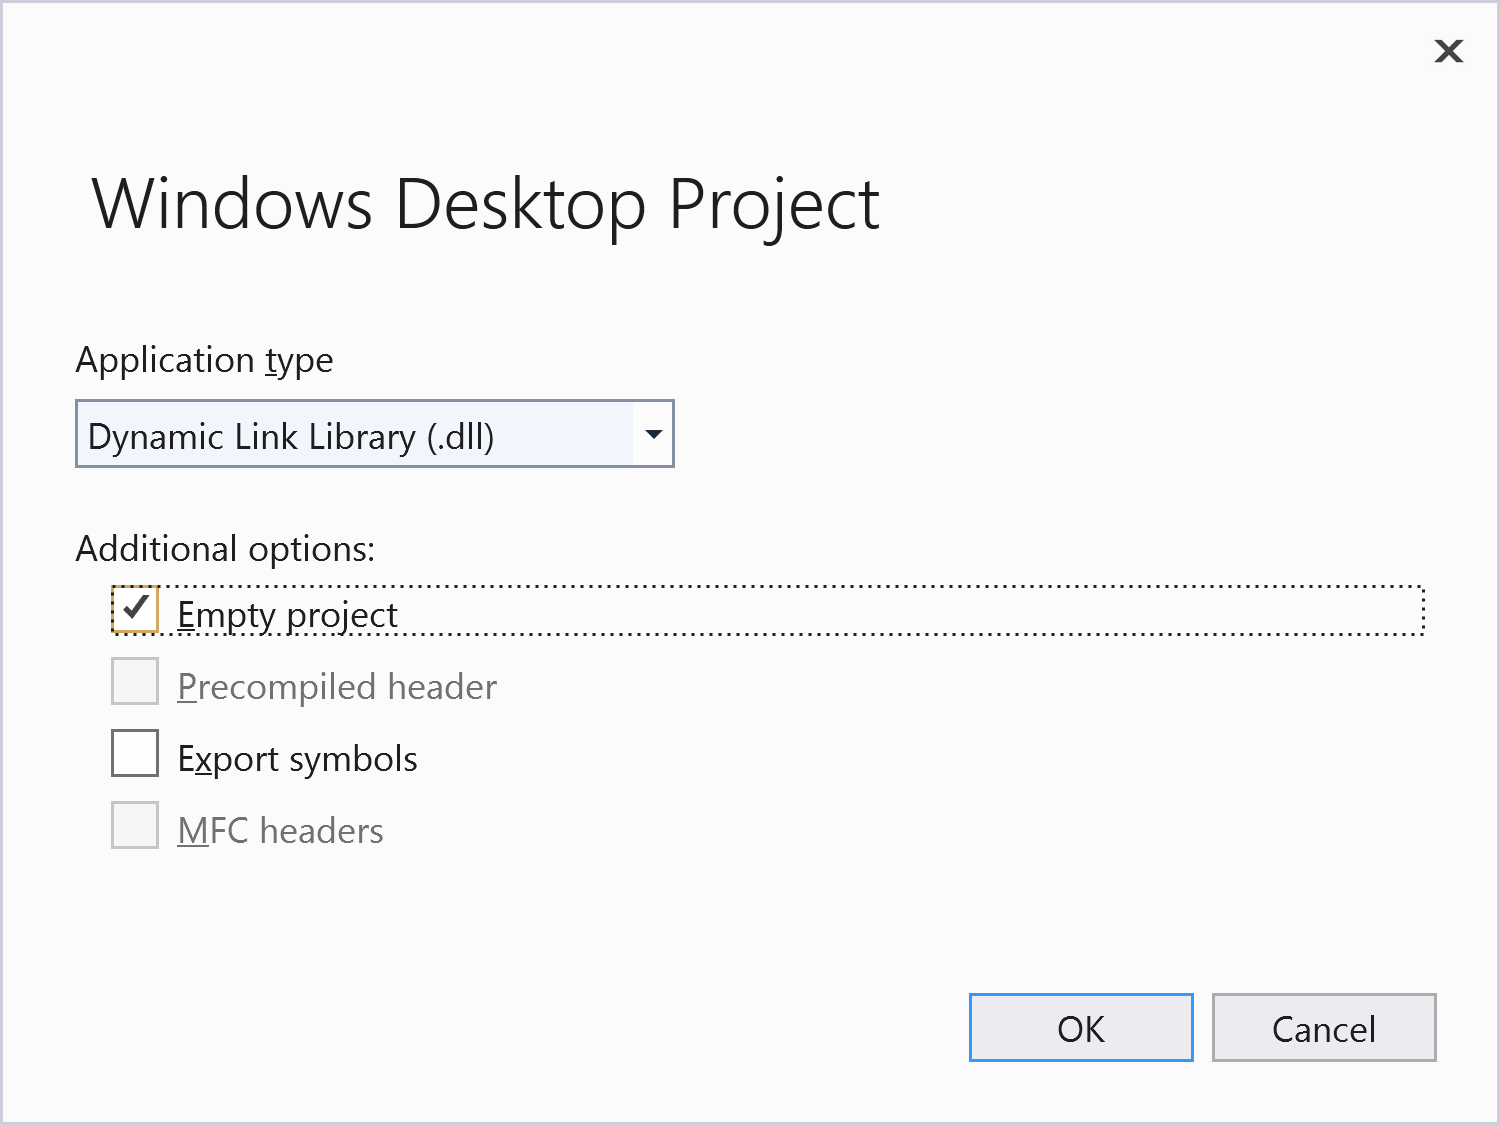 Windows Desktop Project
Application type
Dynamic Link Library (.dll)
Additional options:
Empty project
Precompiled header
Export symbols
MFC headers
OK Cancel